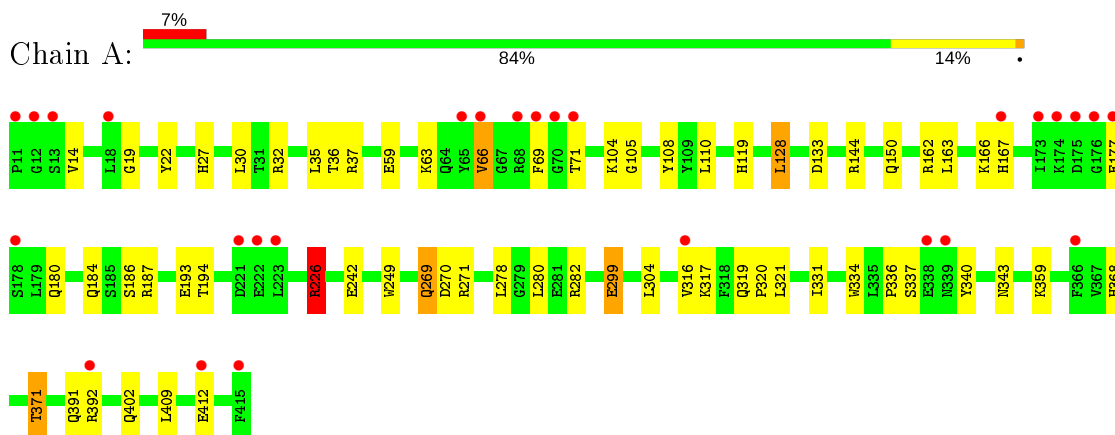 7%
Chain A:
84% 14% •
P11 G12 S13 V14 L18 G19 Y22 H27 L30 T31 R32 L35 T36 R37 E59 K63 Q64 Y65 V66 G67 R68 F69 G70 T71 K104 G105 Y108 Y109 L110 H119 L128 D133 R144 Q150 R162 L163 K166 H167 I173 K174 D175 G176
S178 L179 Q180 Q184 S185 S186 R187 E193 T194 D221 E222 L223 R226 E242 W249 Q269 D270 R271 L278 G279 L280 E281 R282 E299 L304 V316 K317 F318 Q319 P320 L321 I331 W334 L335 P336 S337 E338 N339 Y340 N343 K359 F366 V367 H368
T371 Q391 R392 Q402 L409 E412 F415